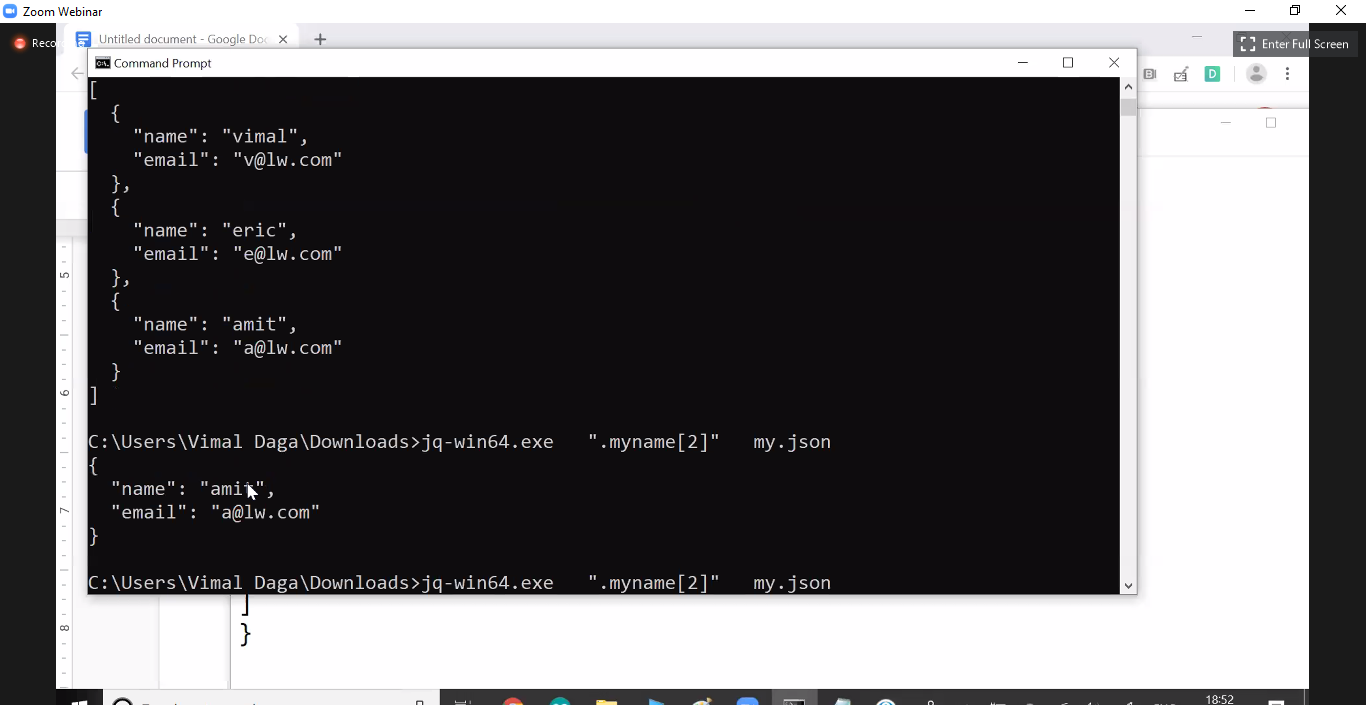 Zoom Webinar
Untitled document - Google Doc
Enter Full Screen
Command Prompt
D
[
{
"name": "vimal",
"email": "v@lw.com"
},
{
"name": "eric",
"email": "e@lw.com"
},
{
"name": "amit",
"email": "a@lw.com"
}
]
C:\Users\Vimal Daga\Downloads>jq-win64.exe ".myname[2]" my.json
{
"name": "amit",
"email": "a@lw.com"
}
C:\Users\Vimal Daga\Downloads>jq-win64.exe ".myname[2]" my.json
]
}
5
6
7
8
18:52